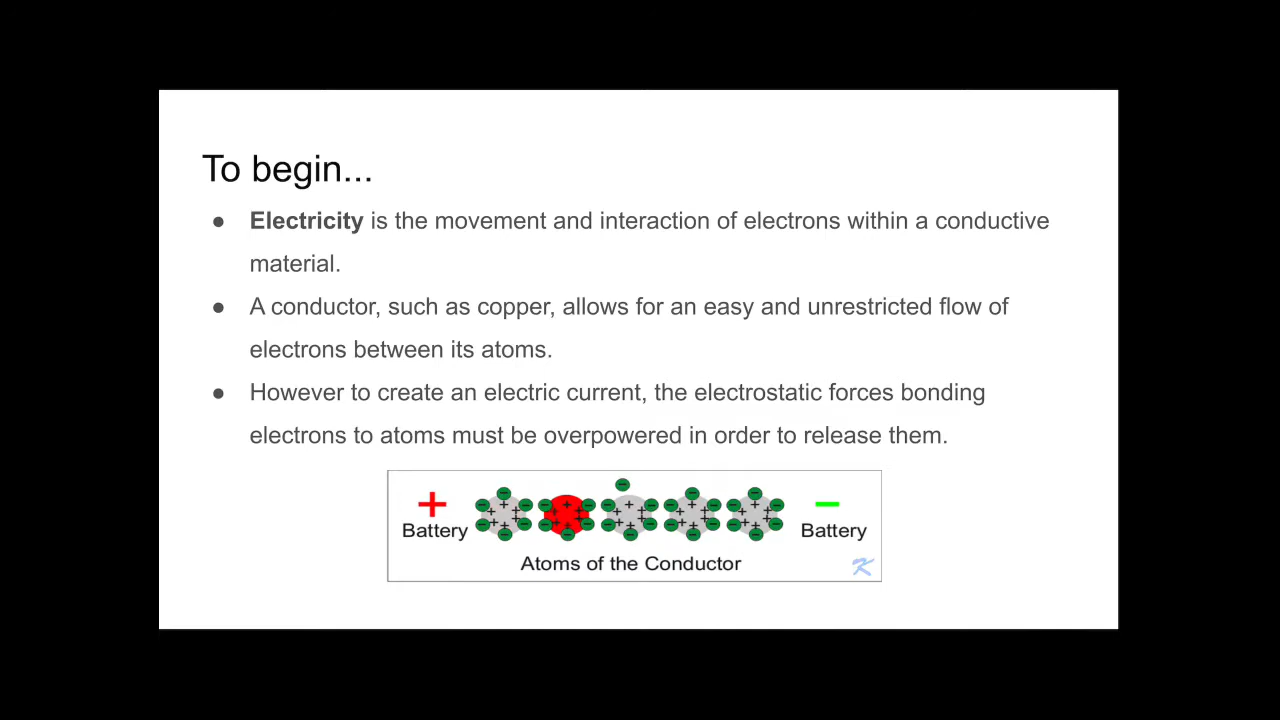 To begin...
● Electricity is the movement and interaction of electrons within a conductive
material.
● A conductor, such as copper, allows for an easy and unrestricted flow of
electrons between its atoms.
● However to create an electric current, the electrostatic forces bonding
electrons to atoms must be overpowered in order to release them.
+ −
Battery Battery
Atoms of the Conductor
K